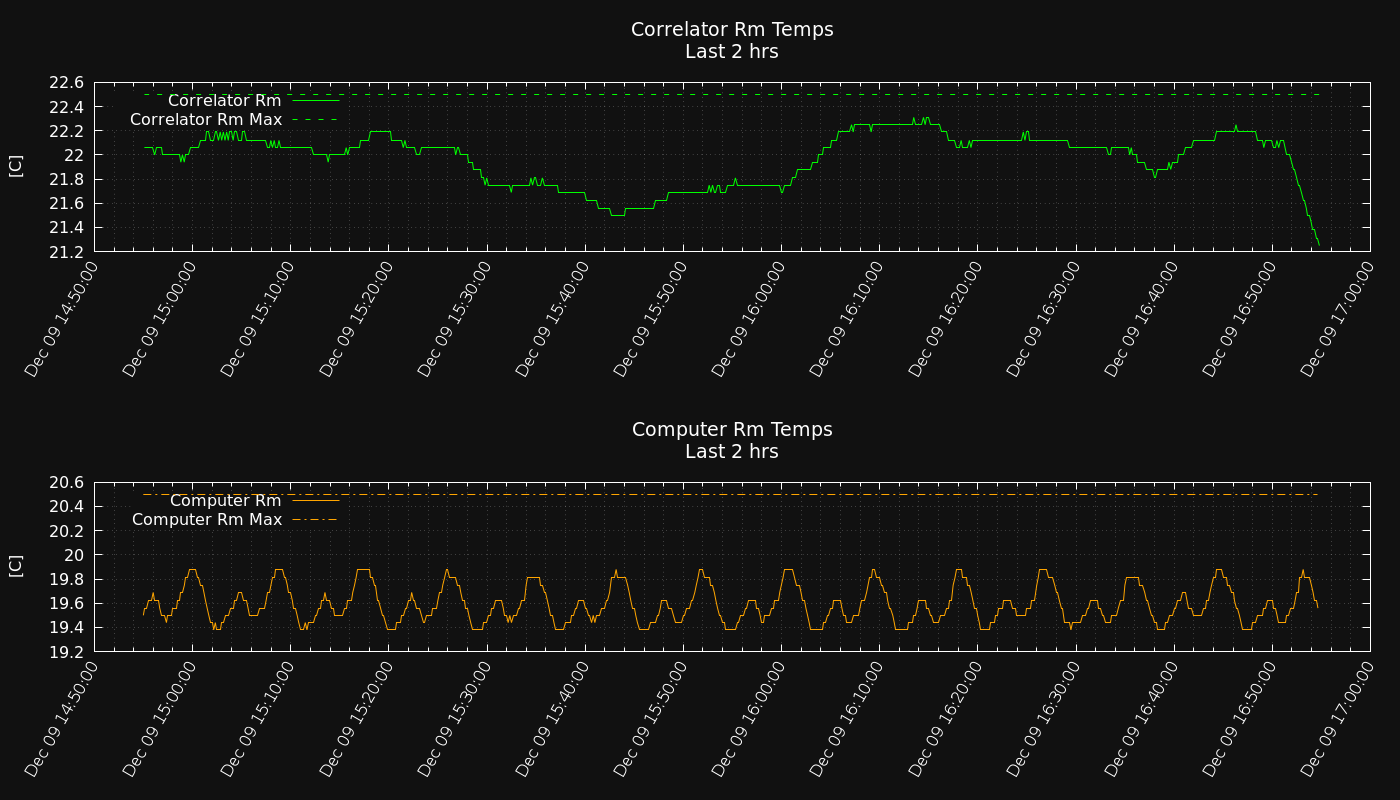 Correlator Rm Temps
Last 2 hrs
[C]
22.6
22.4
22.2
22
21.8
21.6
21.4
21.2
Correlator Rm
Correlator Rm Max
Dec 09 14:50:00
Dec 09 15:00:00
Dec 09 15:10:00
Dec 09 15:20:00
Dec 09 15:30:00
Dec 09 15:40:00
Dec 09 15:50:00
Dec 09 16:00:00
Dec 09 16:10:00
Dec 09 16:20:00
Dec 09 16:30:00
Dec 09 16:40:00
Dec 09 16:50:00
Dec 09 17:00:00
Computer Rm Temps
Last 2 hrs
[C]
20.6
20.4
20.2
20
19.8
19.6
19.4
19.2
Computer Rm
Computer Rm Max
Dec 09 14:50:00
Dec 09 15:00:00
Dec 09 15:10:00
Dec 09 15:20:00
Dec 09 15:30:00
Dec 09 15:40:00
Dec 09 15:50:00
Dec 09 16:00:00
Dec 09 16:10:00
Dec 09 16:20:00
Dec 09 16:30:00
Dec 09 16:40:00
Dec 09 16:50:00
Dec 09 17:00:00